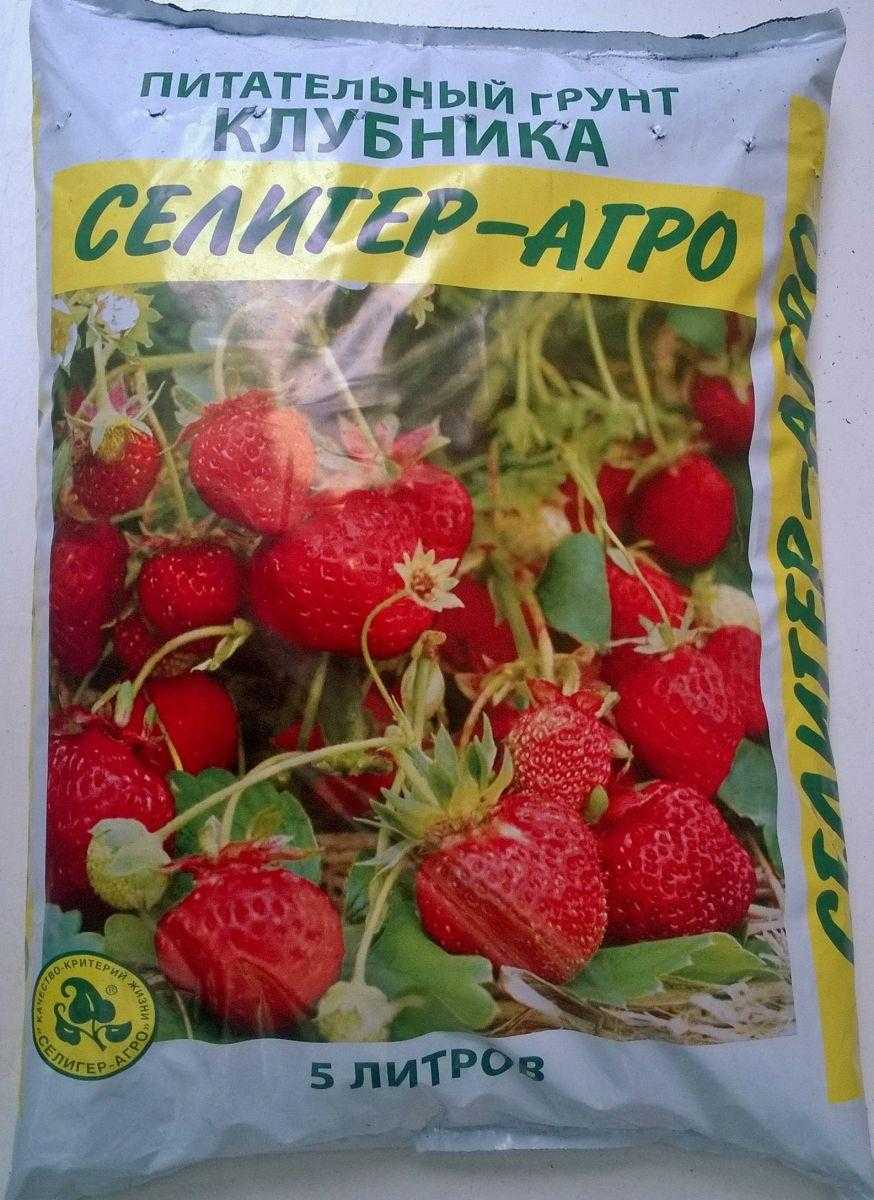 ПИТАТЕЛЬНЫЙ ГРУНТ
КЛУБНИКА
СЕЛИГЕР-АГРО
СЕЛИГЕР-АГРО
КАЧЕСТВО-КРИТЕРИЙ ЖИЗНИ
®
"СЕЛИГЕР-АГРО"
5 ЛИТРОВ